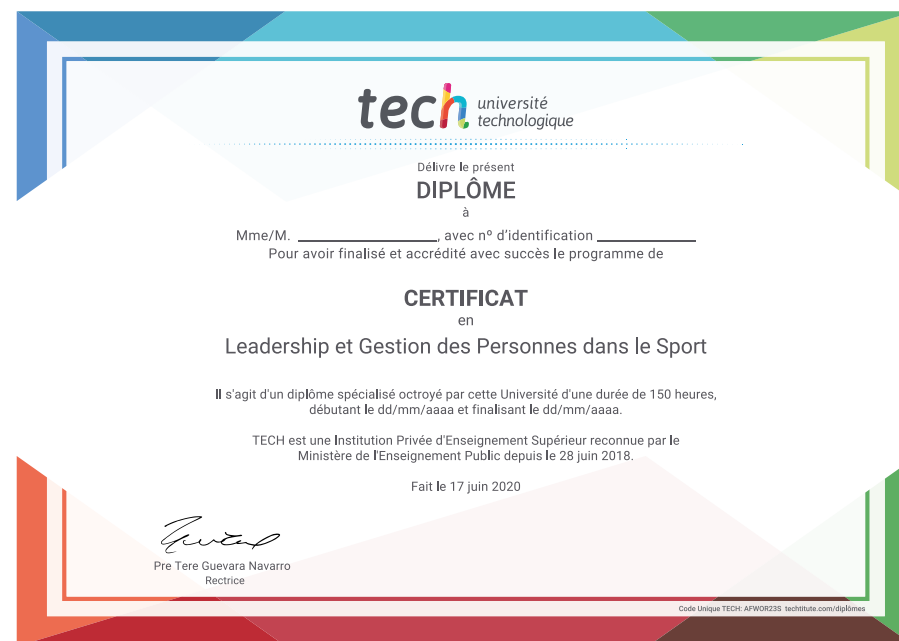 tech université
technologique
Délivre le présent
DIPLÔME
à
Mme/M. ____________________, avec nº d'identification ______________
Pour avoir finalisé et accrédité avec succès le programme de
CERTIFICAT
en
Leadership et Gestion des Personnes dans le Sport
Il s'agit d'un diplôme spécialisé octroyé par cette Université d'une durée de 150 heures,
débutant le dd/mm/aaaa et finalisant le dd/mm/aaaa.
TECH est une Institution Privée d'Enseignement Supérieur reconnue par le
Ministère de l'Enseignement Public depuis le 28 juin 2018.
Fait le 17 juin 2020
Pre Tere Guevara Navarro
Rectrice
Code Unique TECH: AFWOR23S techtitute.com/diplômes